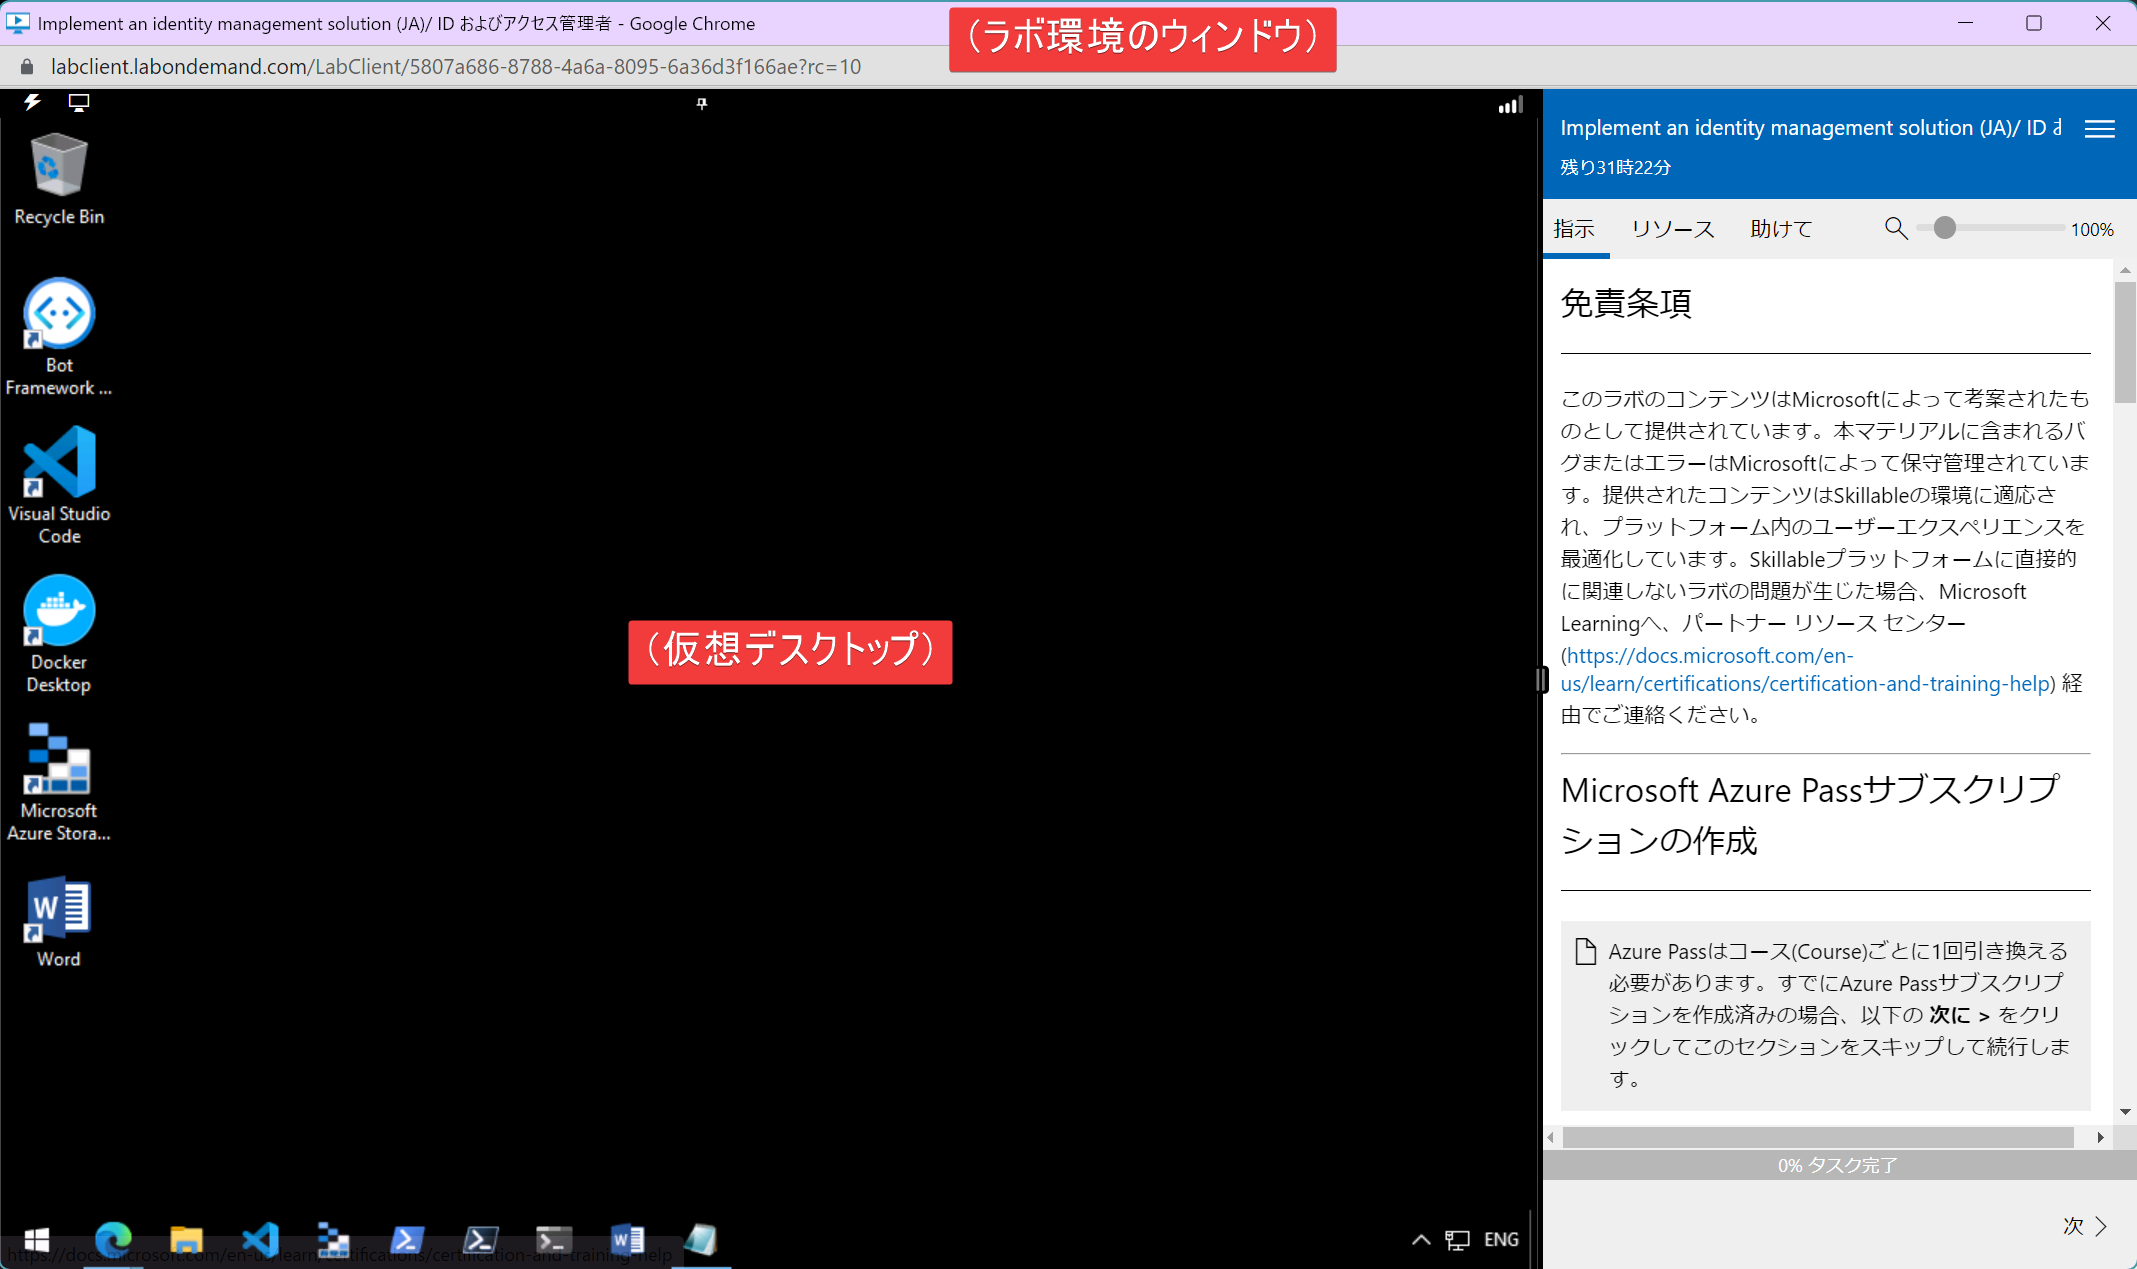 Implement an identity management solution (JA)/ ID およびアクセス管理者 - Google Chrome
（ラボ環境のウィンドウ）
labclient.labondemand.com/LabClient/5807a686-8788-4a6a-8095-6a36d3f166ae?rc=10
Recycle Bin
Bot
Framework ...
Visual Studio
Code
Docker
Desktop
Microsoft
Azure Stora...
Word
（仮想デスクトップ）
https://docs.microsoft.com/en-us/learn/certifications/certification-and-training-help
ENG
Implement an identity management solution (JA)/ ID お
残り31時22分
指示 リソース 助けて 100%
免責条項
このラボのコンテンツはMicrosoftによって考案されたも
のとして提供されています。本マテリアルに含まれるバ
グまたはエラーはMicrosoftによって保守管理されていま
す。提供されたコンテンツはSkillableの環境に適応さ
れ、プラットフォーム内のユーザーエクスペリエンスを
最適化しています。Skillableプラットフォームに直接的
に関連しないラボの問題が生じた場合、Microsoft
Learningへ、パートナー リソース センター
(https://docs.microsoft.com/en-
us/learn/certifications/certification-and-training-help) 経
由でご連絡ください。
Microsoft Azure Passサブスクリプ
ションの作成
Azure Passはコース(Course)ごとに1回引き換える
必要があります。すでにAzure Passサブスクリプ
ションを作成済みの場合、以下の 次に > をクリ
ックしてこのセクションをスキップして続行しま
す。
0% タスク完了
次